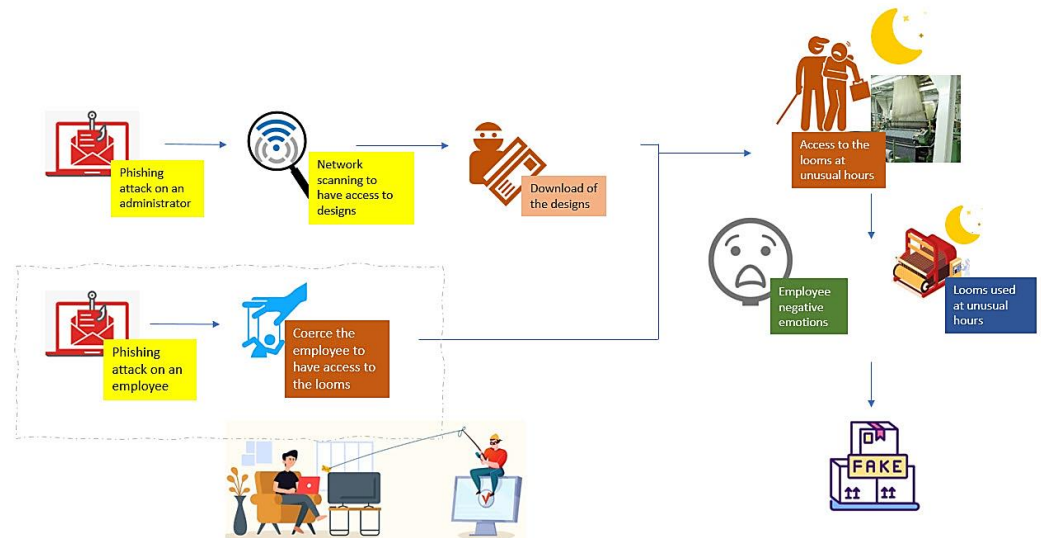 Phishing
attack on an
administrator
Network
scanning to
have access to
designs
Download of
the designs
Access to the
looms at
unusual hours
Phishing
attack on an
employee
Coerce the
employee to
have access to
the looms
Employee
negative
emotions
Looms used
at unusual
hours
FAKE